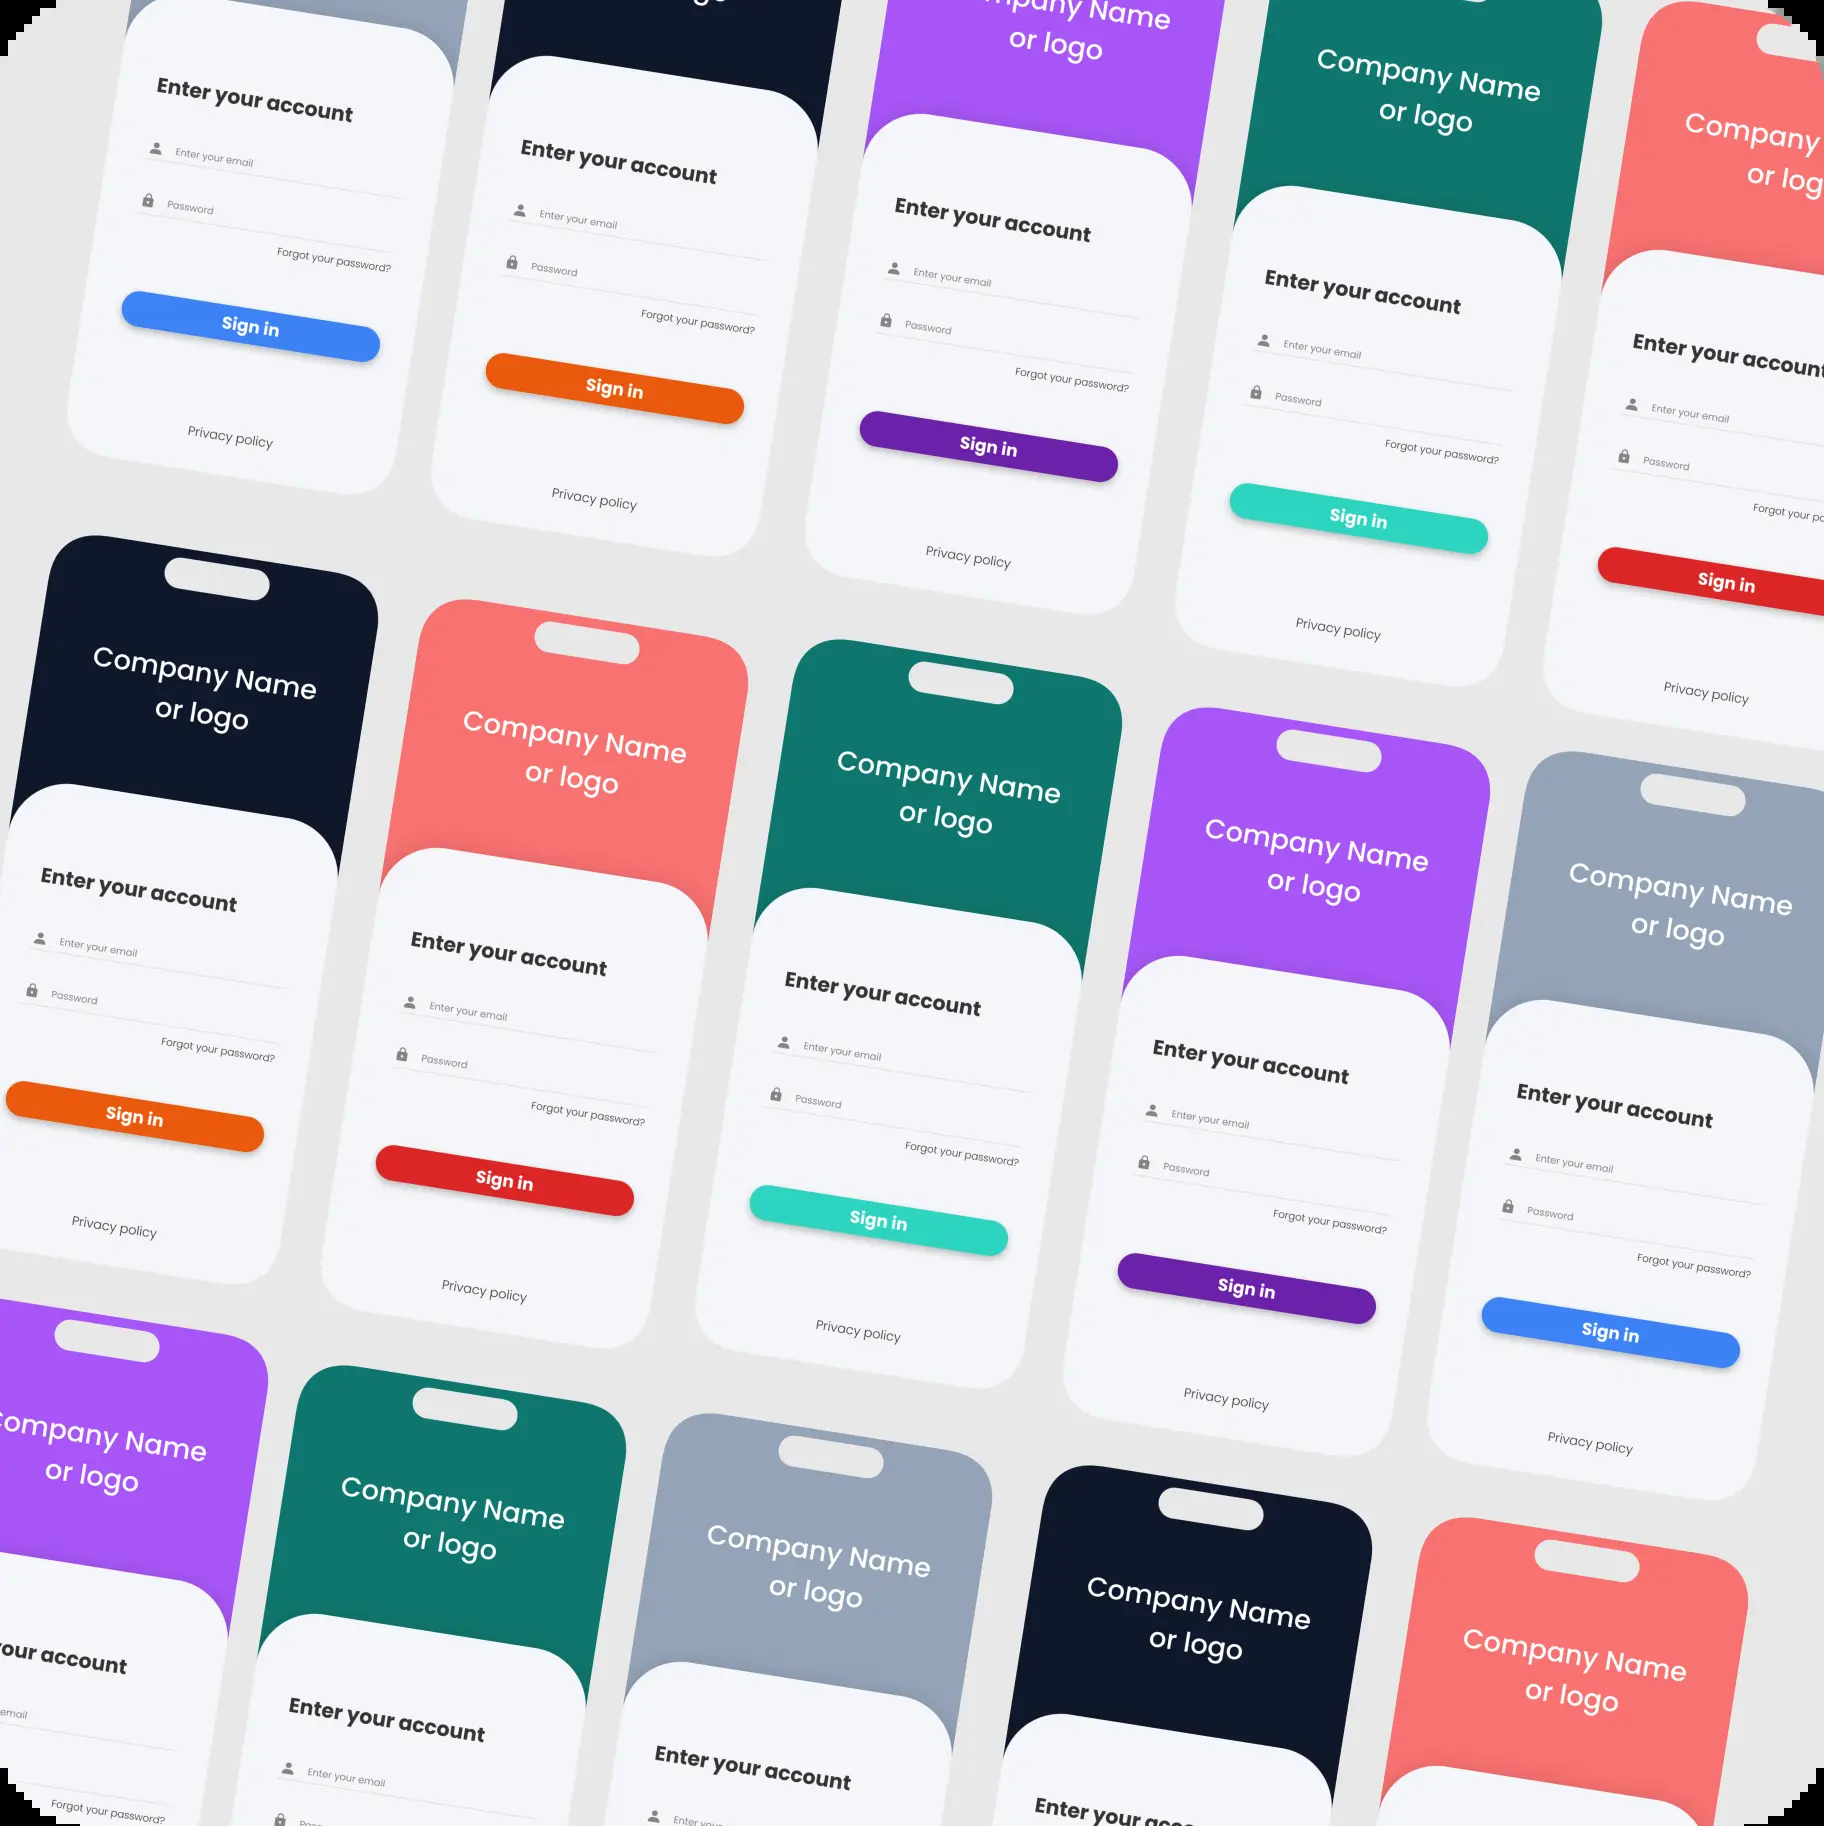 Enter your account
Enter your email
Password
Forgot your password?
Sign in
Privacy policy
Enter your account
Enter your email
Password
Forgot your password?
Sign in
Privacy policy
Company Name
or logo
Enter your account
Enter your email
Password
Forgot your password?
Sign in
Privacy policy
Company Name
or logo
Enter your account
Enter your email
Password
Forgot your password?
Sign in
Privacy policy
Company
or
Enter your account
Enter your email
Password
Forgot your
Sign in
Privacy policy
Company Name
or logo
Enter your account
Enter your email
Password
Forgot your password?
Sign in
Privacy policy
Company Name
or logo
Enter your account
Enter your email
Password
Forgot your password?
Sign in
Privacy policy
Company Name
or logo
Enter your account
Enter your email
Password
Forgot your password?
Sign in
Privacy policy
Company Name
or logo
Enter your account
Enter your email
Password
Forgot your password?
Sign in
Privacy policy
Company Name
or logo
Enter your account
Enter your email
Password
Forgot your password?
Sign in
Privacy policy
Company Name
or logo
your account
email
Forgot your password?
Company Name
or logo
Enter your account
Enter your email
Company Name
or logo
Enter your account
Enter
Company Name
or logo
Enter your
Company Name
or logo